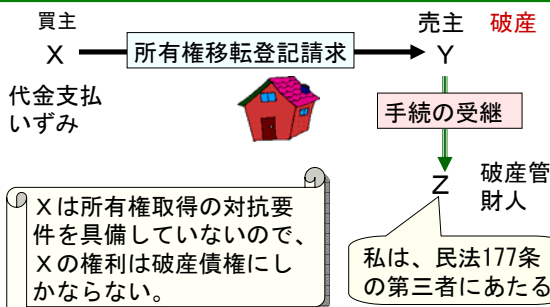 買主
売主 破産
X
所有権移転登記請求
Y
代金支払
いずみ
手続の受継
Z
破産管
財人
Xは所有権取得の対抗要
件を具備していないので、
Xの権利は破産債権にし
かならない。
私は、民法177条
の第三者にあたる